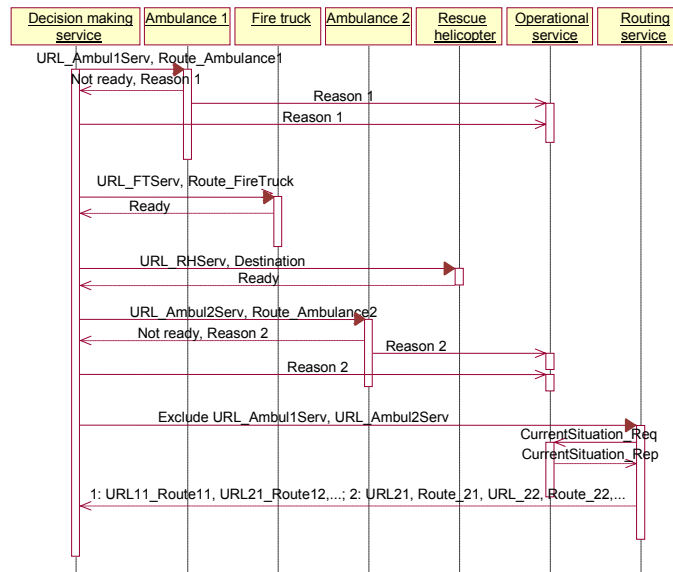 Decision making service
Ambulance 1
Fire truck
Ambulance 2
Rescue helicopter
Operational service
Routing service
URL_Ambul1Serv, Route_Ambulance1
Not ready, Reason 1
Reason 1
Reason 1
URL_FTServ, Route_FireTruck
Ready
URL_RHServ, Destination
Ready
URL_Ambul2Serv, Route_Ambulance2
Not ready, Reason 2
Reason 2
Reason 2
Exclude URL_Ambul1Serv, URL_Ambul2Serv
CurrentSituation_Req
CurrentSituation_Rep
1: URL11_Route11, URL21_Route12,...; 2: URL21, Route_21, URL_22, Route_22,...